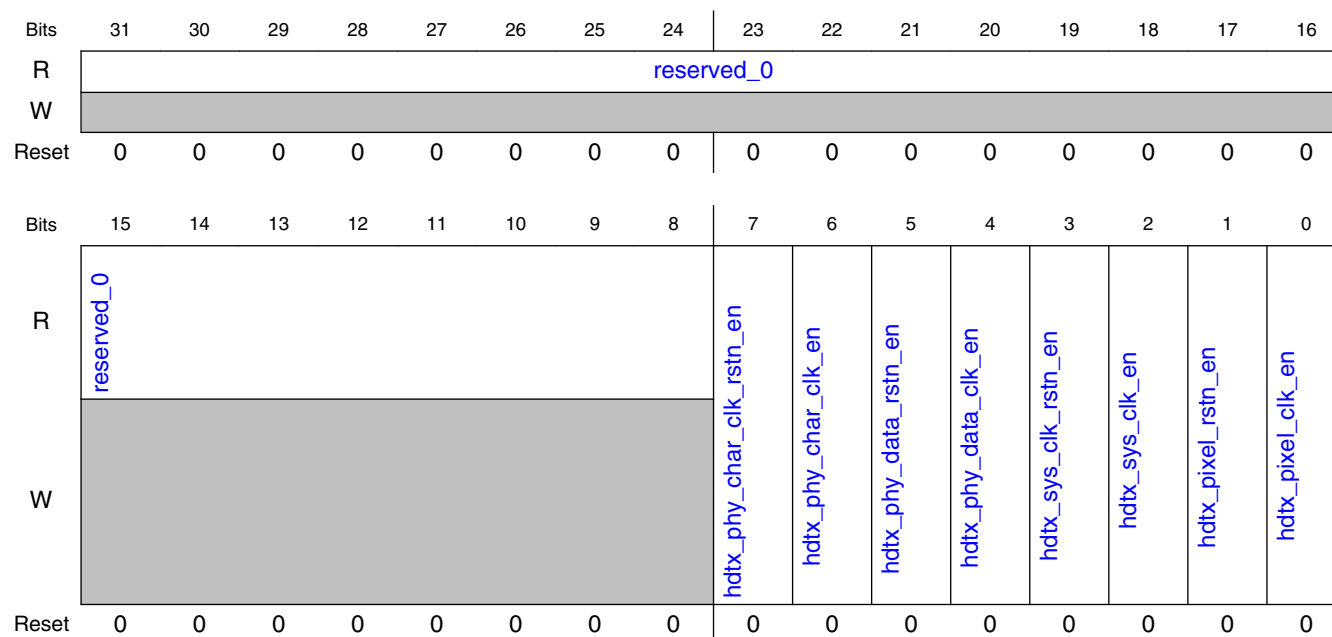 Bits 31 30 29 28 27 26 25 24 23 22 21 20 19 18 17 16
R reserved_0
W
Reset 0 0 0 0 0 0 0 0 0 0 0 0 0 0 0 0
Bits 15 14 13 12 11 10 9 8 7 6 5 4 3 2 1 0
R
reserved_0
hdtx_phy_char_clk_rstn_en
hdtx_phy_char_clk_en
hdtx_phy_data_rstn_en
hdtx_phy_data_clk_en
hdtx_sys_clk_rstn_en
hdtx_sys_clk_en
hdtx_pixel_rstn_en
hdtx_pixel_clk_en
W
Reset 0 0 0 0 0 0 0 0 0 0 0 0 0 0 0 0